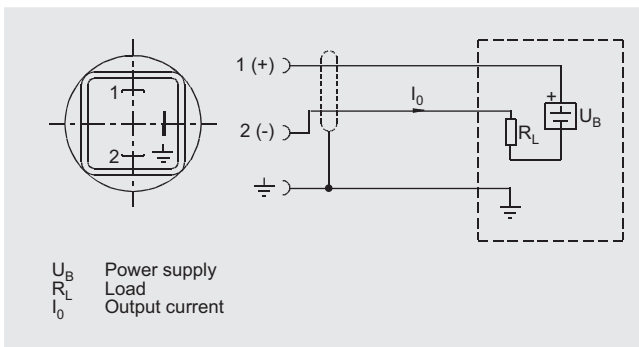 1
2
1 (+)
2 (-)
I0
+
RL
UB
UB Power supply
RL Load
I0 Output current